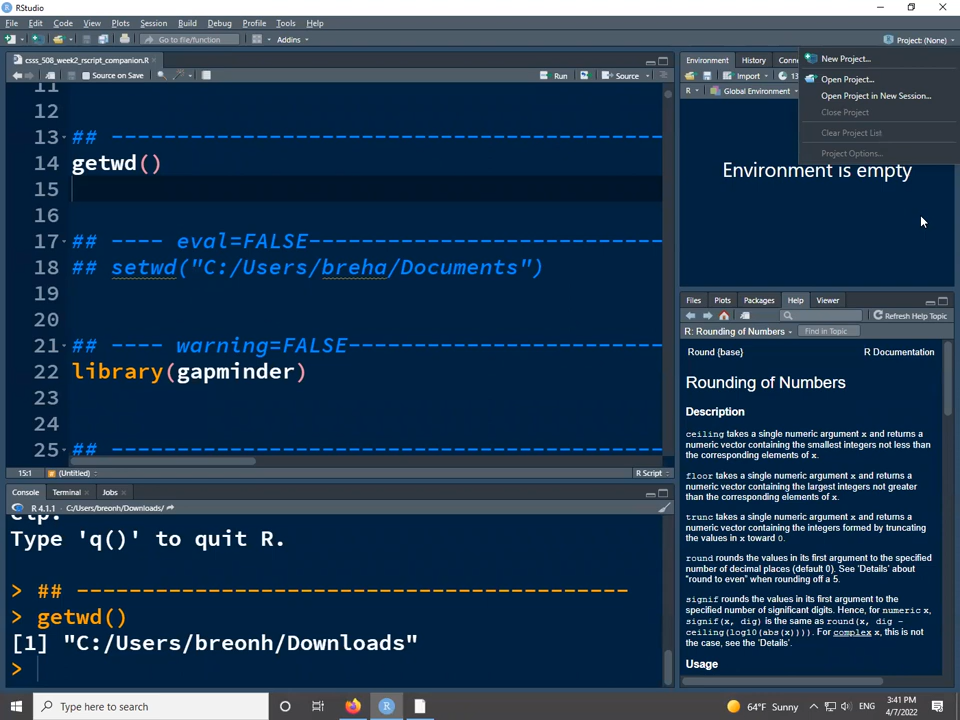 RStudio
File Edit Code View Plots Session Build Debug Profile Tools Help
Go to file/function Addins Project: (None)
csss_508_week2_rscript_companion.R
Source on Save Run Source
11
12
13 ## ------------------------------------------
14 getwd()
15
16
17 ## ---- eval=FALSE---------------------------
18 ## setwd("C:/Users/breha/Documents")
19
20
21 ## ---- warning=FALSE------------------------
22 library(gapminder)
23
24
25 ## ------------------------------------------
15:1 (Untitled) R Script
Console Terminal Jobs
R 4.1.1 · C:/Users/breonh/Downloads/
Type 'q()' to quit R.
> ## ------------------------------------------
> getwd()
[1] "C:/Users/breonh/Downloads"
>
Environment History Conn
Import 13
R Global Environment
Environment is empty
New Project...
Open Project...
Open Project in New Session...
Close Project
Clear Project List
Project Options...
Files Plots Packages Help Viewer
Refresh Help Topic
R: Rounding of Numbers Find in Topic
Round {base} R Documentation
Rounding of Numbers
Description
ceiling takes a single numeric argument x and returns a
numeric vector containing the smallest integers not less than
the corresponding elements of x.
floor takes a single numeric argument x and returns a
numeric vector containing the largest integers not greater
than the corresponding elements of x.
trunc takes a single numeric argument x and returns a
numeric vector containing the integers formed by truncating
the values in x toward 0.
round rounds the values in its first argument to the specified
number of decimal places (default 0). See ‘Details’ about
“round to even” when rounding off a 5.
signif rounds the values in its first argument to the
specified number of significant digits. Hence, for numeric x,
signif(x, dig) is the same as round(x, dig -
ceiling(log10(abs(x)))). For complex x, this is not
the case, see the ‘Details’.
Usage
Type here to search
64°F Sunny ENG
3:41 PM
4/7/2022